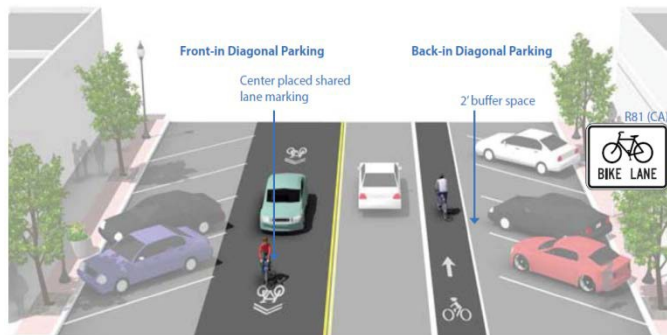 Front-in Diagonal Parking
Back-in Diagonal Parking
Center placed shared
lane marking
2' buffer space
R81 (CA)
BIKE LANE